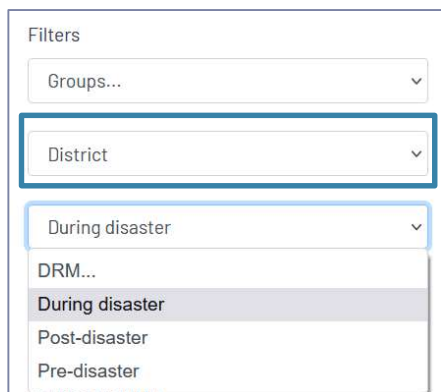 Filters
Groups...
District
During disaster
DRM...
During disaster
Post-disaster
Pre-disaster